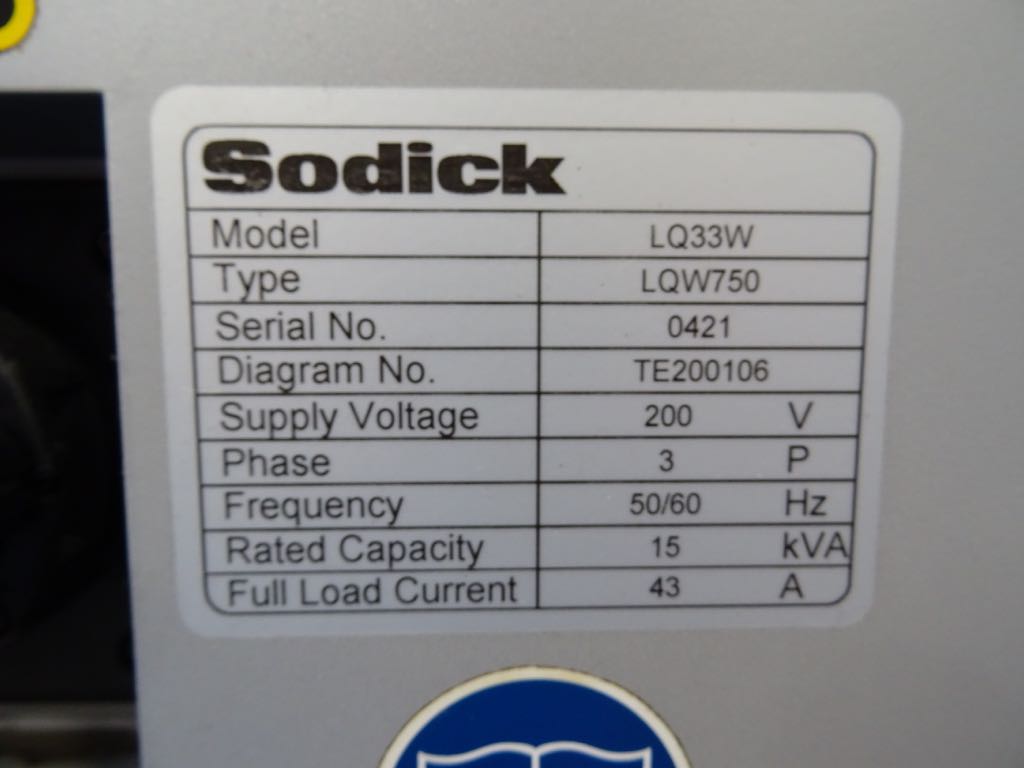 Sodick
Model LQ33W
Type LQW750
Serial No. 0421
Diagram No. TE200106
Supply Voltage 200 V
Phase 3 P
Frequency 50/60 Hz
Rated Capacity 15 kVA
Full Load Current 43 A